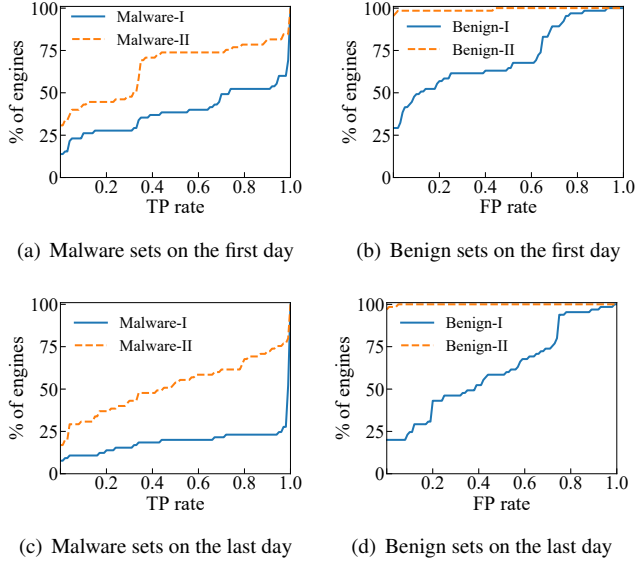 100
75
50
25
0
% of engines
Malware-I
Malware-II
0.2 0.4 0.6 0.8 1.0
TP rate
(a) Malware sets on the first day
100
75
50
25
0
% of engines
Benign-I
Benign-II
0.2 0.4 0.6 0.8 1.0
FP rate
(b) Benign sets on the first day
100
75
50
25
0
% of engines
Malware-I
Malware-II
0.2 0.4 0.6 0.8 1.0
TP rate
(c) Malware sets on the last day
100
75
50
25
0
% of engines
Benign-I
Benign-II
0.2 0.4 0.6 0.8 1.0
FP rate
(d) Benign sets on the last day